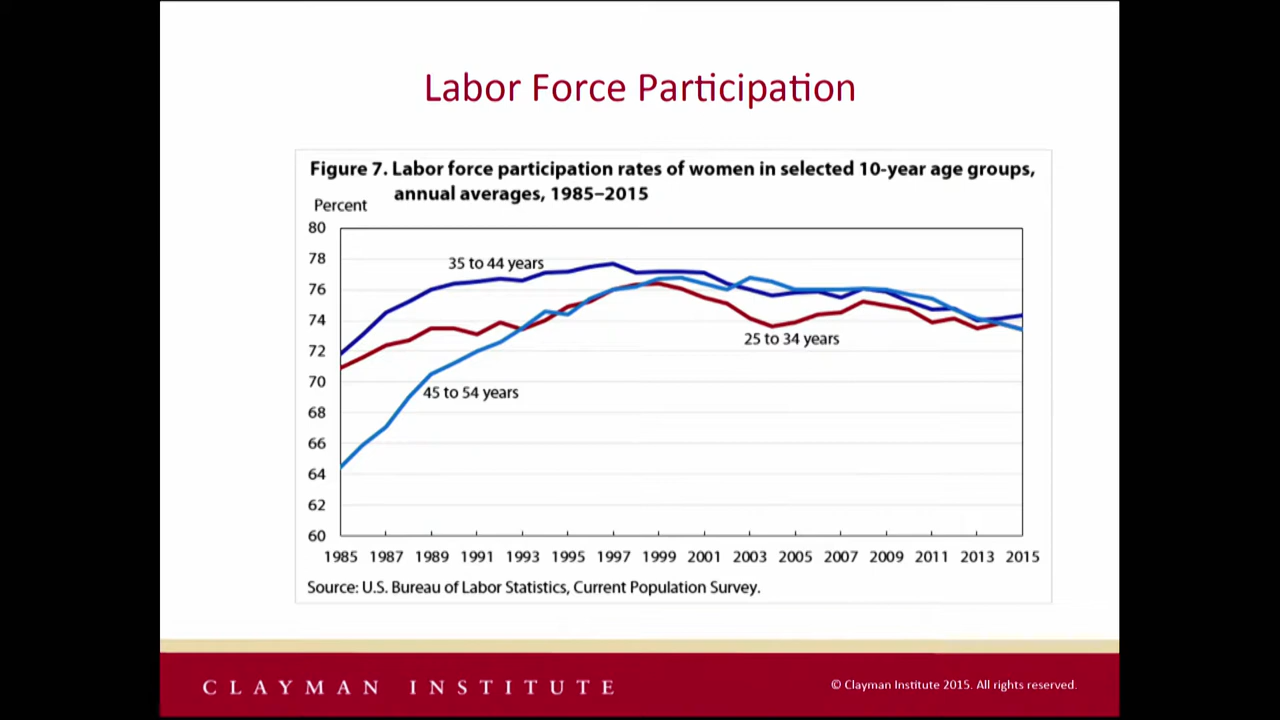 Labor Force Participation
Figure 7. Labor force participation rates of women in selected 10-year age groups,
annual averages, 1985–2015
Percent
80
78
76
74
72
70
68
66
64
62
60
35 to 44 years
25 to 34 years
45 to 54 years
1985 1987 1989 1991 1993 1995 1997 1999 2001 2003 2005 2007 2009 2011 2013 2015
Source: U.S. Bureau of Labor Statistics, Current Population Survey.
CLAYMAN INSTITUTE
© Clayman Institute 2015. All rights reserved.